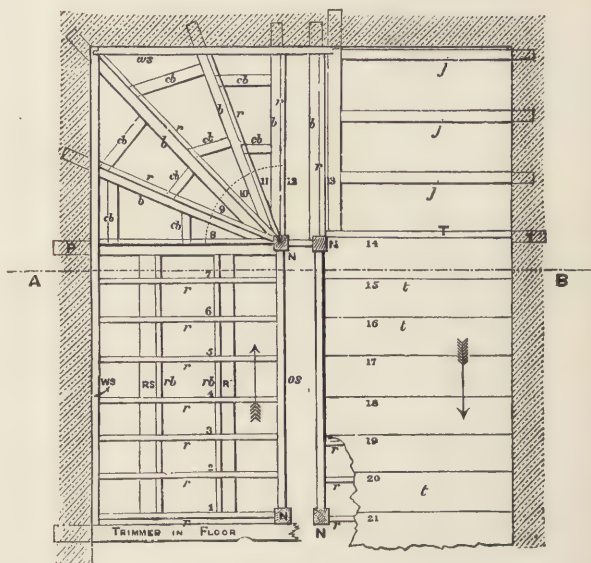 ws
j
cb
cb
r
b
r
r
b
b
j
cb
r
b
cb
cb
r
j
cb
r
b
cb
11
12
13
10
9
cb
cb
8
P
N
N
T
14
A
B
7
r
15
t
6
r
16
t
5
r
17
WS
RS
rb
rb
R
4
r
os
18
3
r
19
r
2
r
20
r
t
1
r
N
N
21
r
TRIMMER IN FLOOR